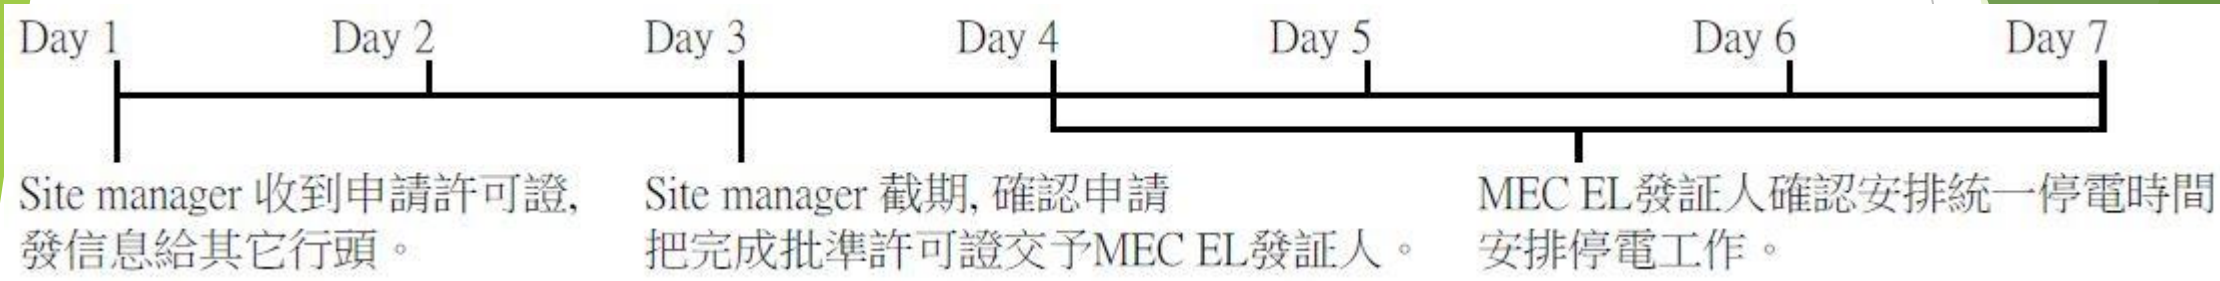 Day 1 Day 2 Day 3 Day 4 Day 5 Day 6 Day 7
Site manager 收到申請許可證,
發信息給其它行頭。
Site manager 截期, 確認申請
把完成批準許可證交予MEC EL發証人。
MEC EL發証人確認安排統一停電時間
安排停電工作。